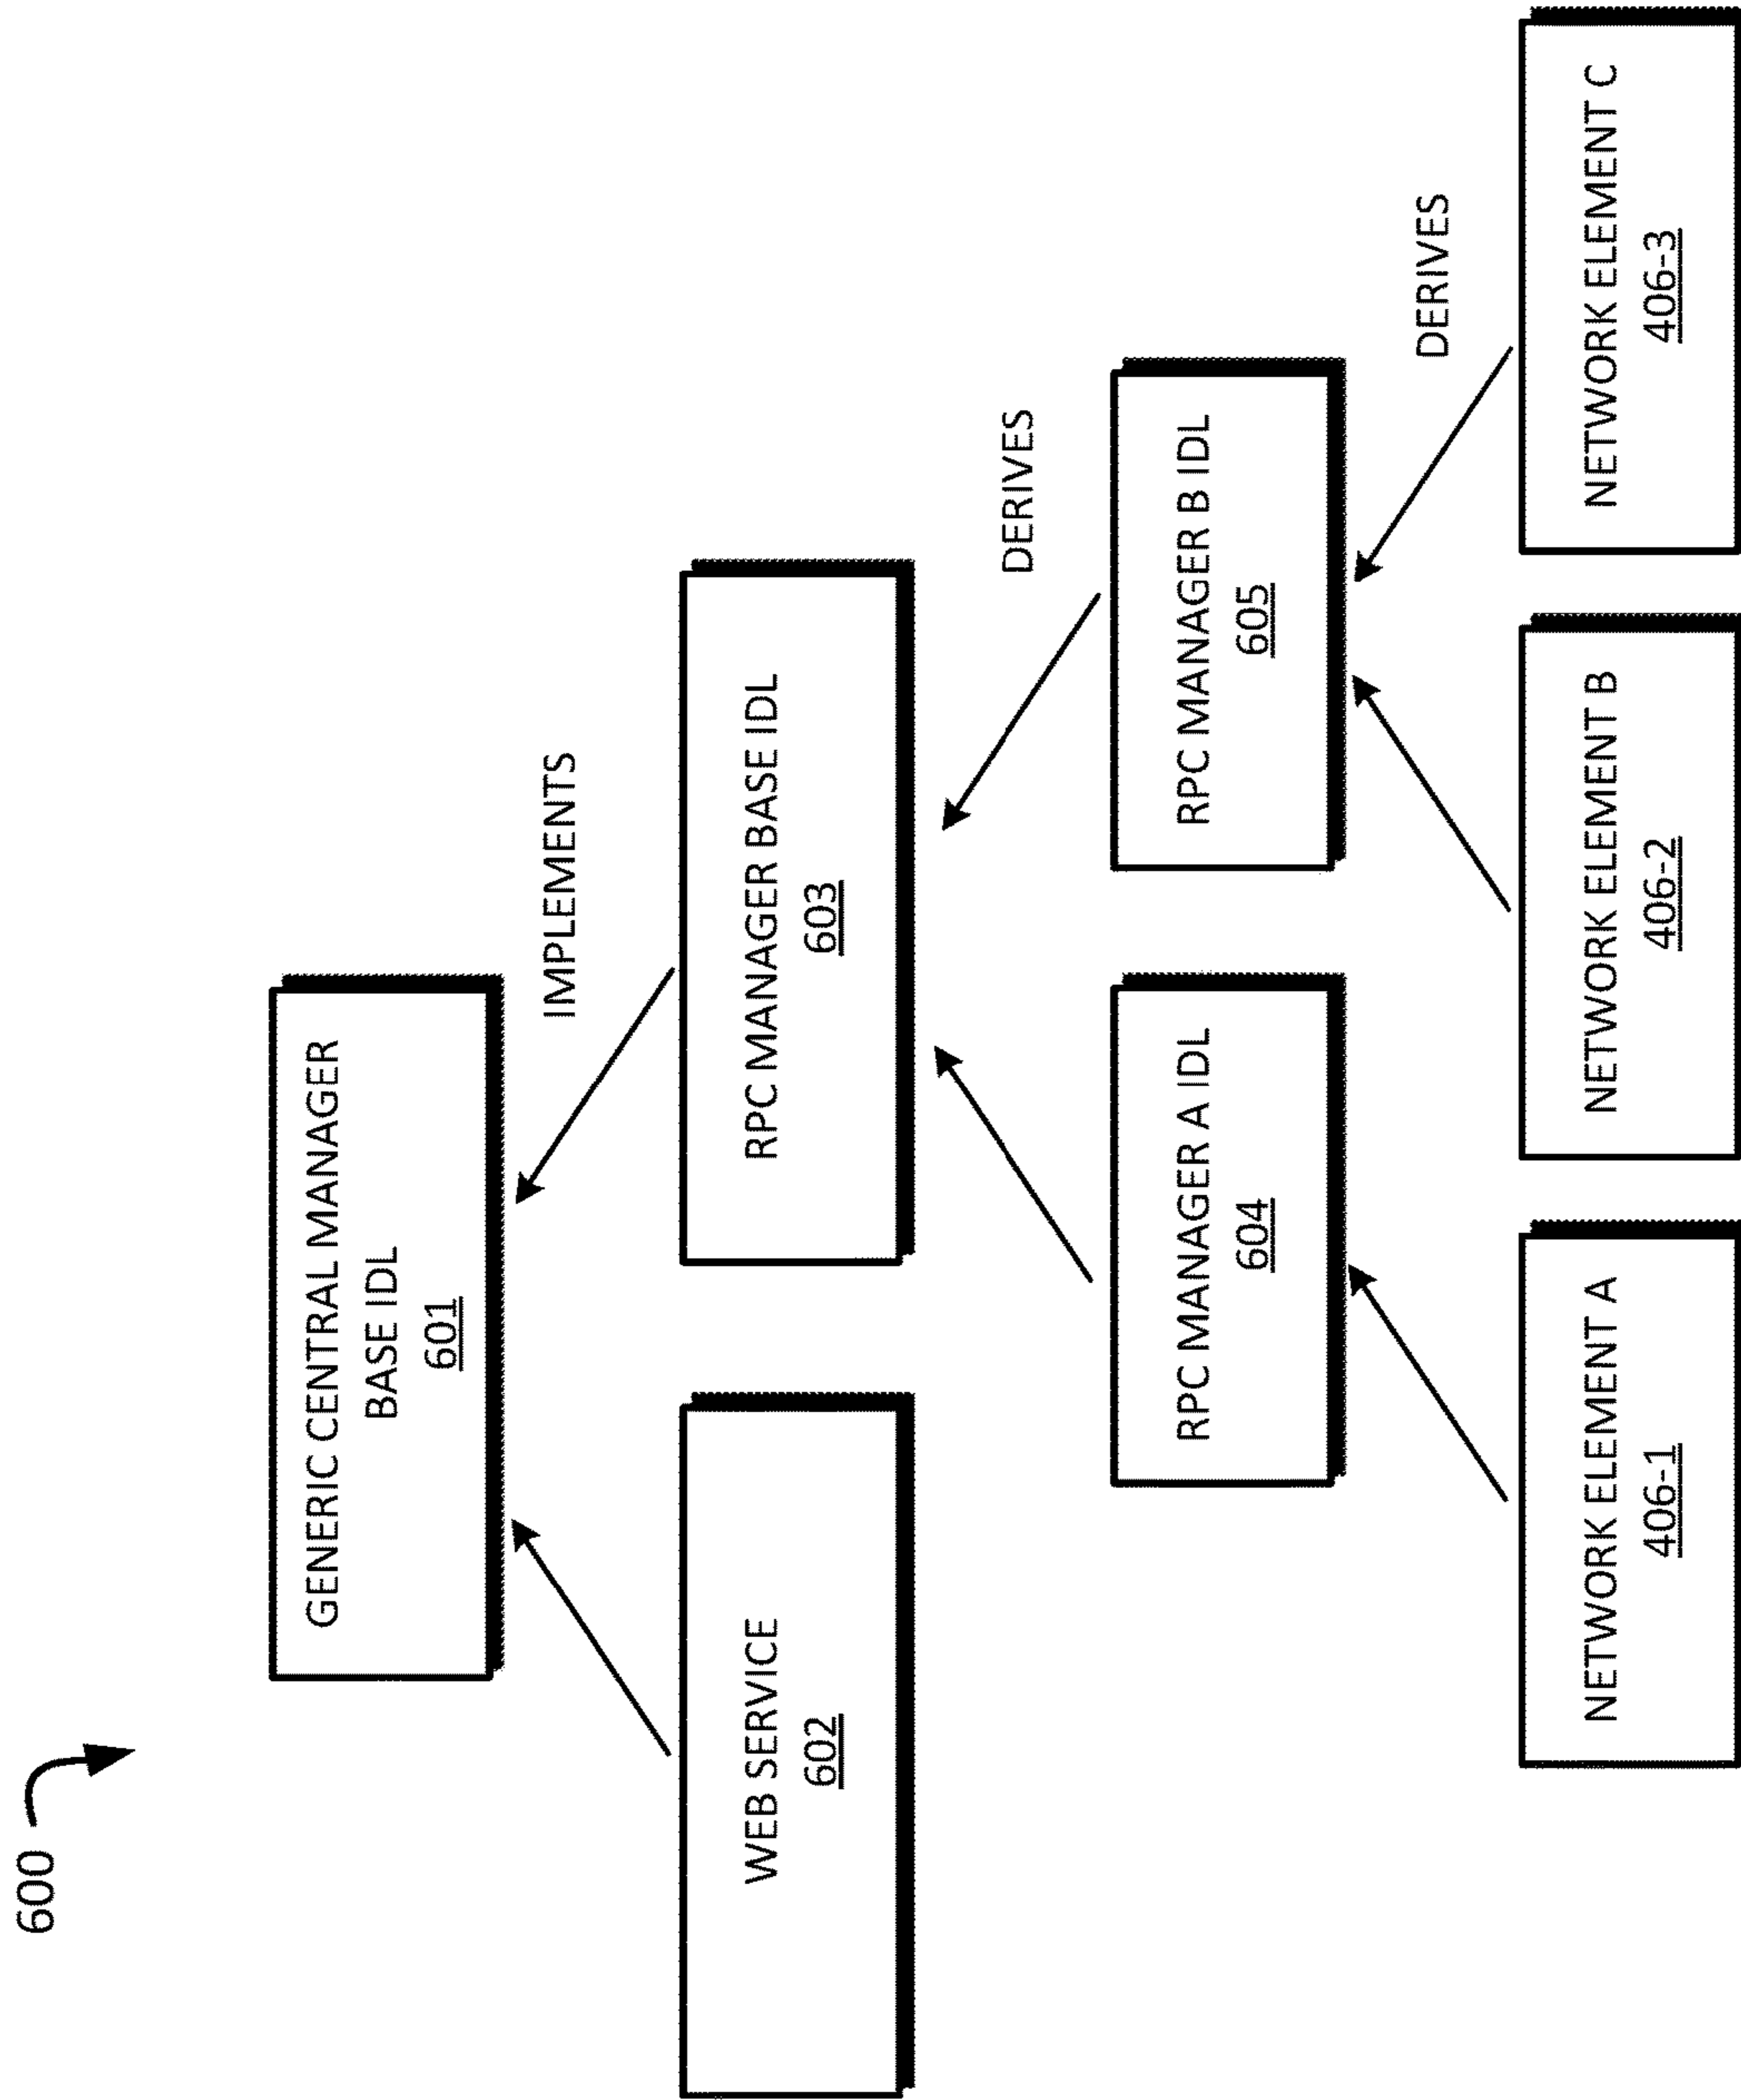 600
GENERIC CENTRAL MANAGER
BASE IDL
601
IMPLEMENTS
WEB SERVICE
602
RPC MANAGER BASE IDL
603
DERIVES
RPC MANAGER A IDL
604
RPC MANAGER B IDL
605
DERIVES
NETWORK ELEMENT A
406-1
NETWORK ELEMENT B
406-2
NETWORK ELEMENT C
406-3